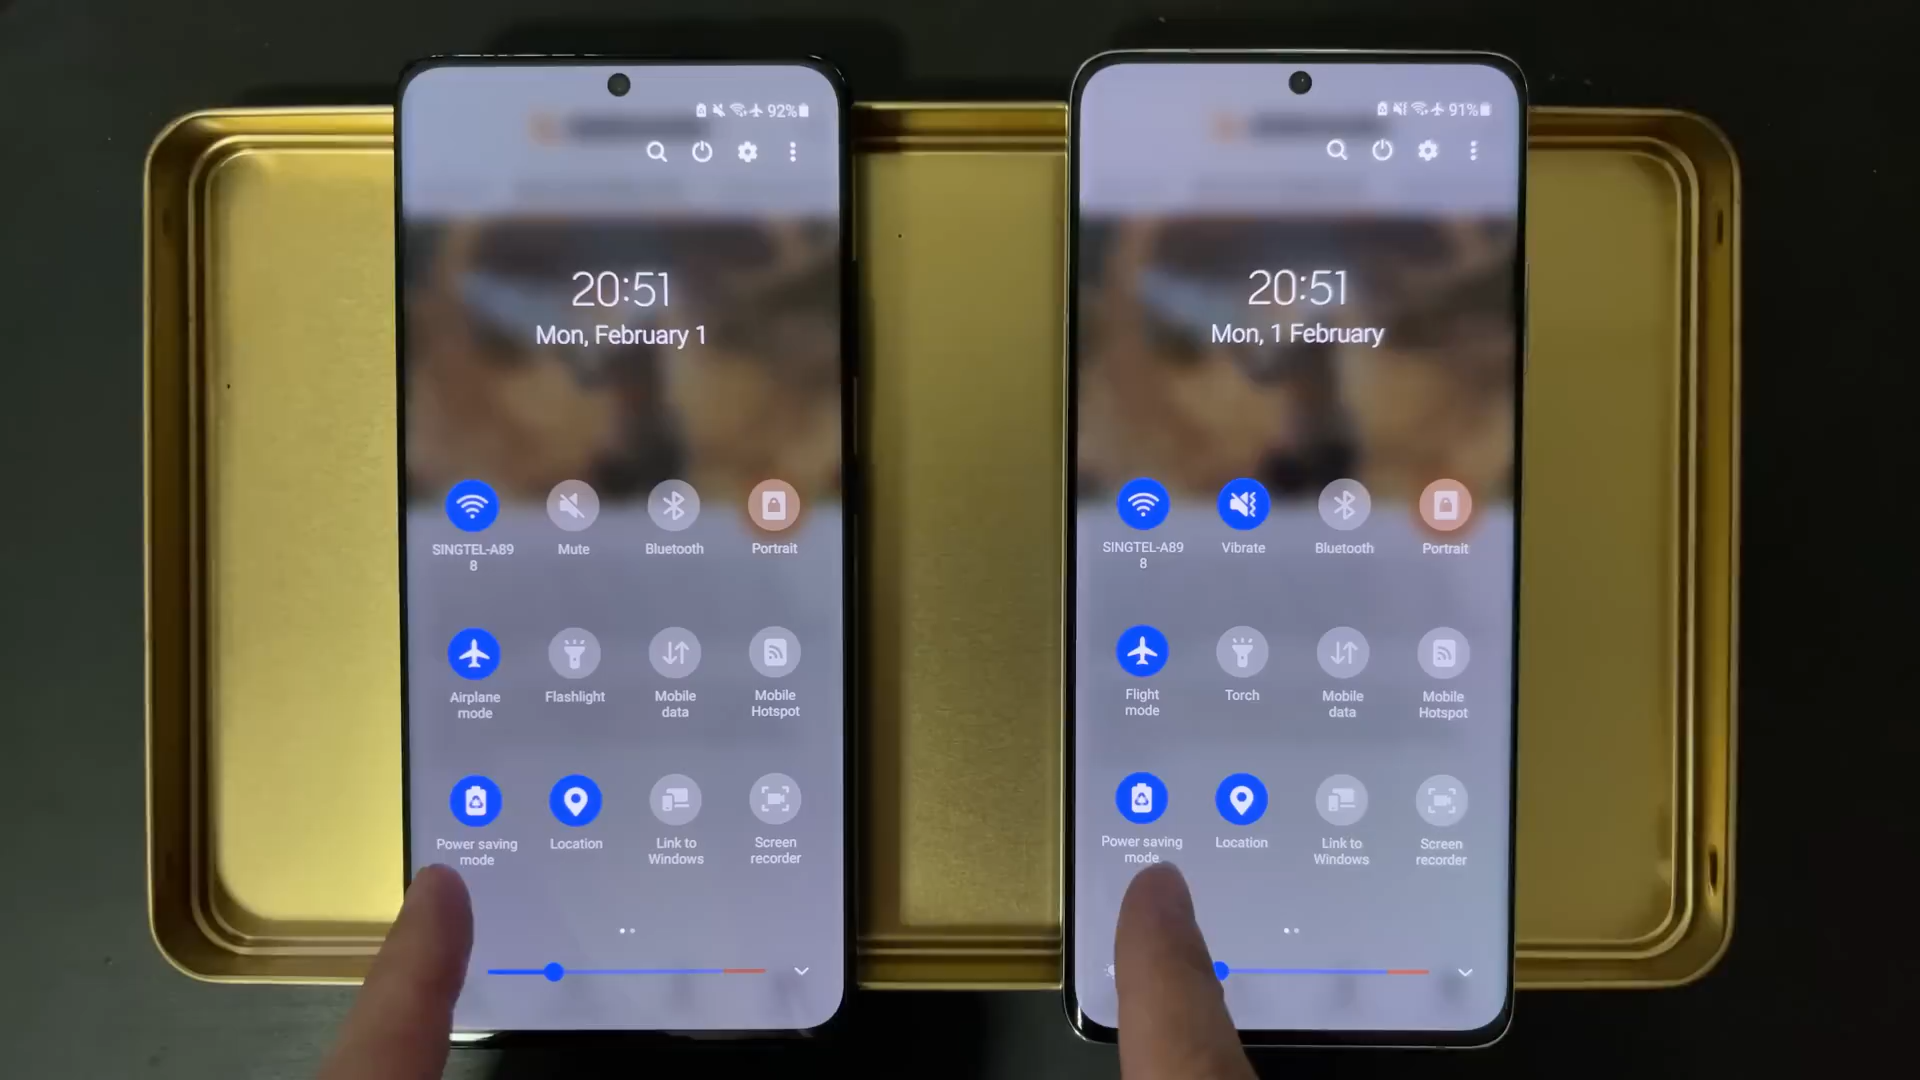 92%
20:51
Mon, February 1
SINGTEL-A89
8
Mute
Bluetooth
Portrait
Airplane
mode
Flashlight
Mobile
data
Mobile
Hotspot
Power saving
mode
Location
Link to
Windows
Screen
recorder
91%
20:51
Mon, 1 February
SINGTEL-A89
8
Vibrate
Bluetooth
Portrait
Flight
mode
Torch
Mobile
data
Mobile
Hotspot
Power saving
mode
Location
Link to
Windows
Screen
recorder